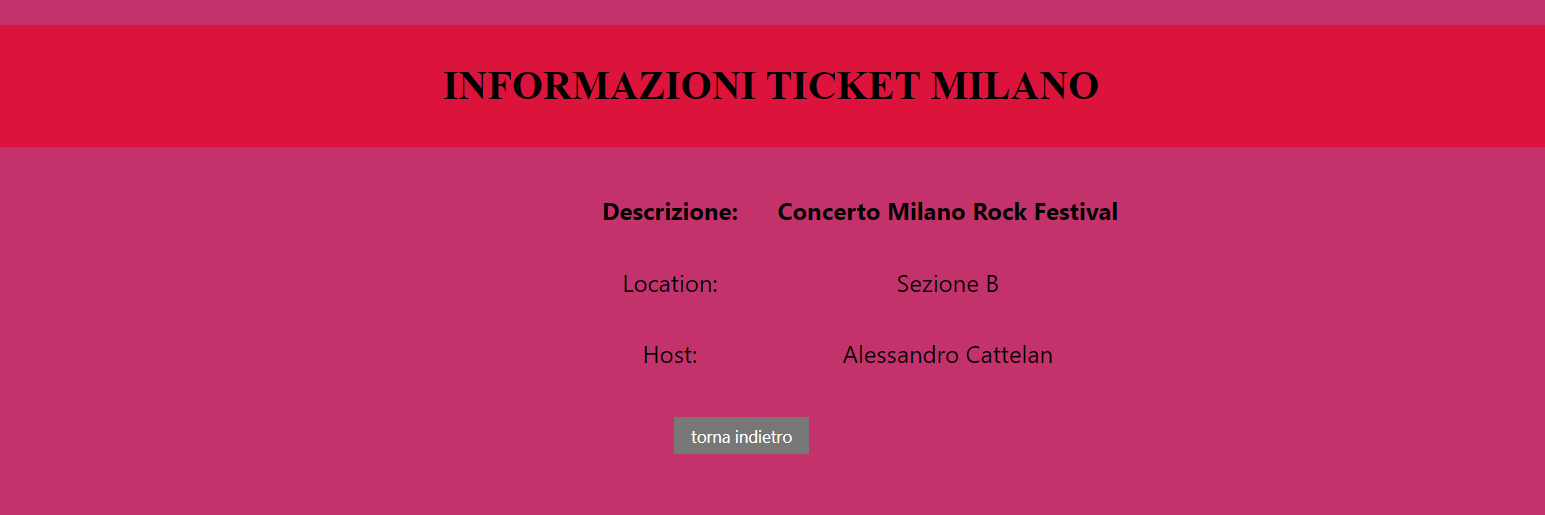 INFORMAZIONI TICKET MILANO
Descrizione: Concerto Milano Rock Festival
Location: Sezione B
Host: Alessandro Cattelan
torna indietro